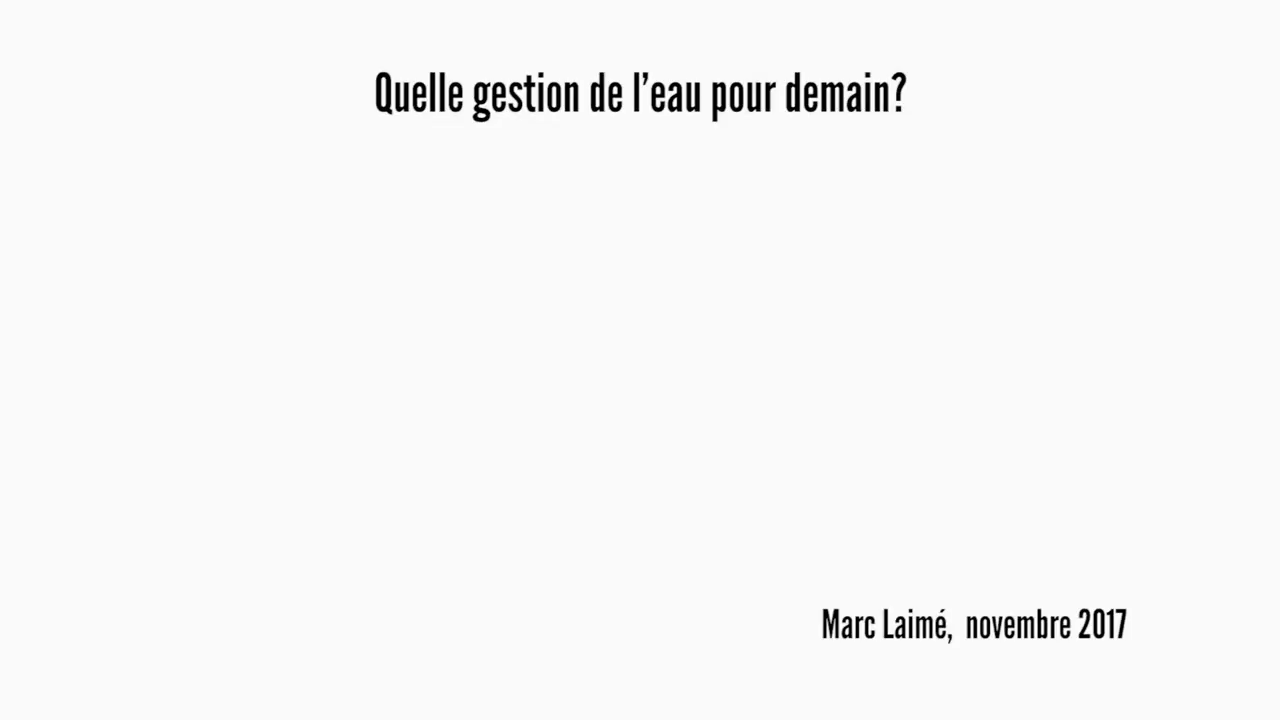 Quelle gestion de l’eau pour demain?
Marc Laimé, novembre 2017